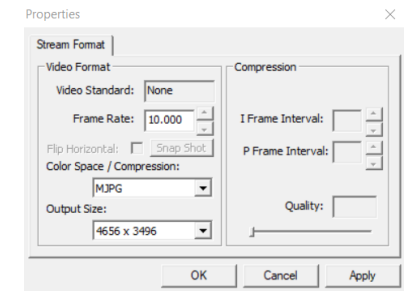 Properties
Stream Format
Video Format
Video Standard: None
Frame Rate: 10.000
Flip Horizontal: Snap Shot
Color Space / Compression:
MJPG
Output Size:
4656 x 3496
Compression
I Frame Interval:
P Frame Interval:
Quality:
OK Cancel Apply